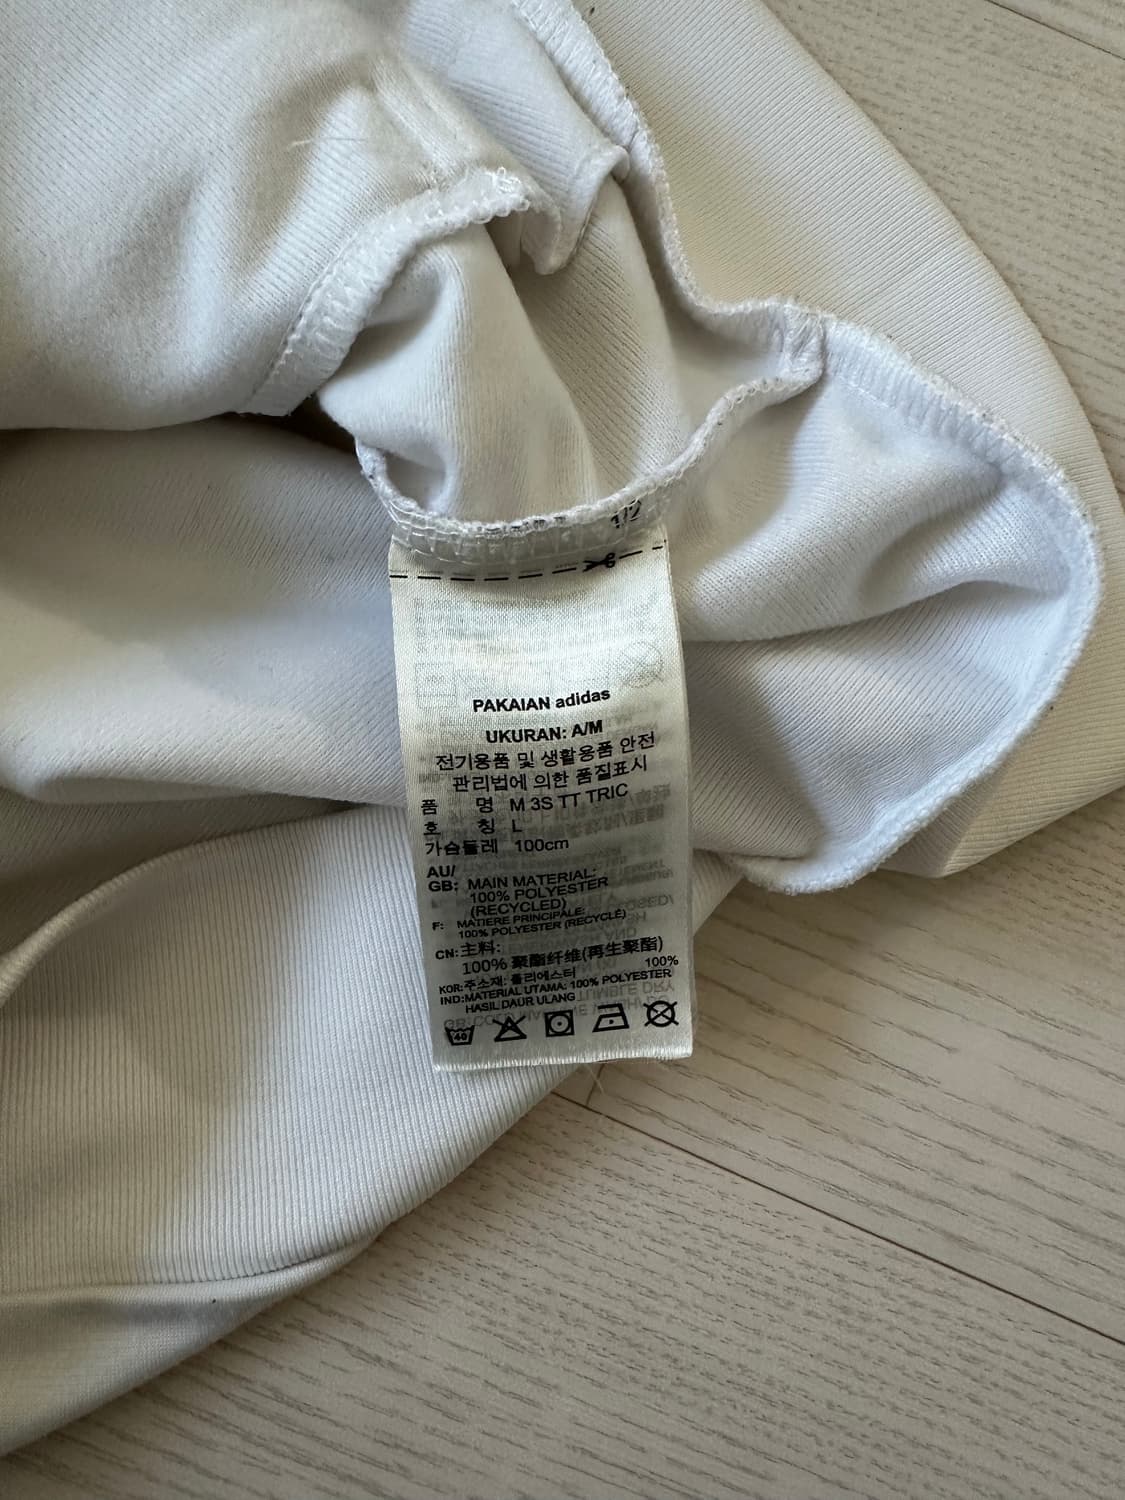 1/2
PAKAIAN adidas
UKURAN: A/M
전기용품 및 생활용품 안전
관리법에 의한 품질표시
품 명 M 3S TT TRIC
호 칭 L
가슴둘레 100cm
AU/
GB: MAIN MATERIAL:
100% POLYESTER
(RECYCLED)
F: MATIERE PRINCIPALE:
100% POLYESTER (RECYCLÉ)
CN: 主料:
100% 聚酯纤维(再生聚酯)
KOR: 주소재: 폴리에스터 100%
IND: MATERIAL UTAMA: 100% POLYESTER
HASIL DAUR ULANG
40